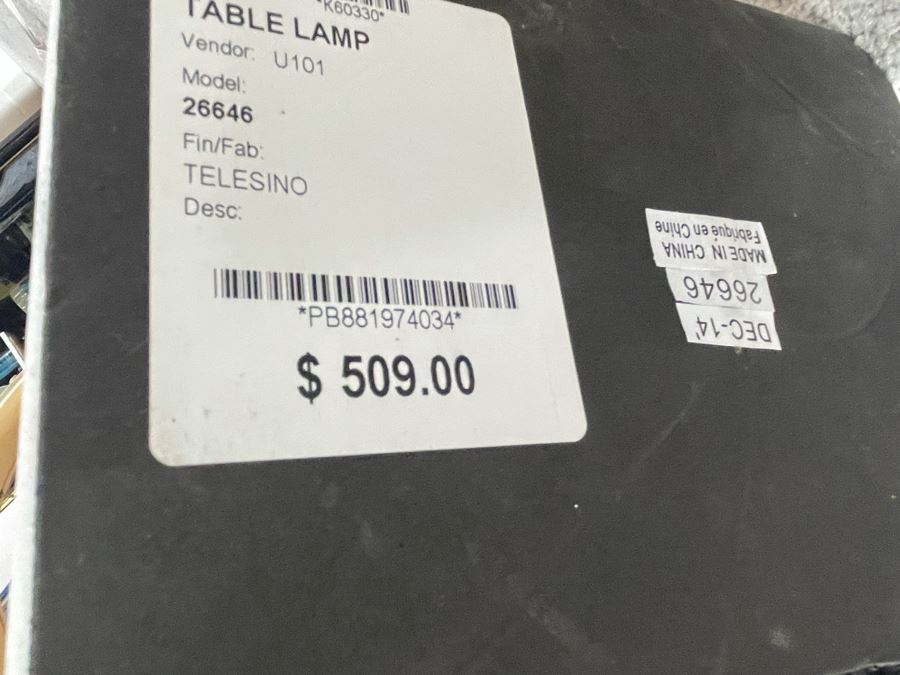 *K60330*
TABLE LAMP
Vendor: U101
Model:
26646
Fin/Fab:
TELESINO
Desc:
*PB881974034*
$ 509.00
DEC-14'
26646
MADE IN CHINA
Fabriqué en Chine